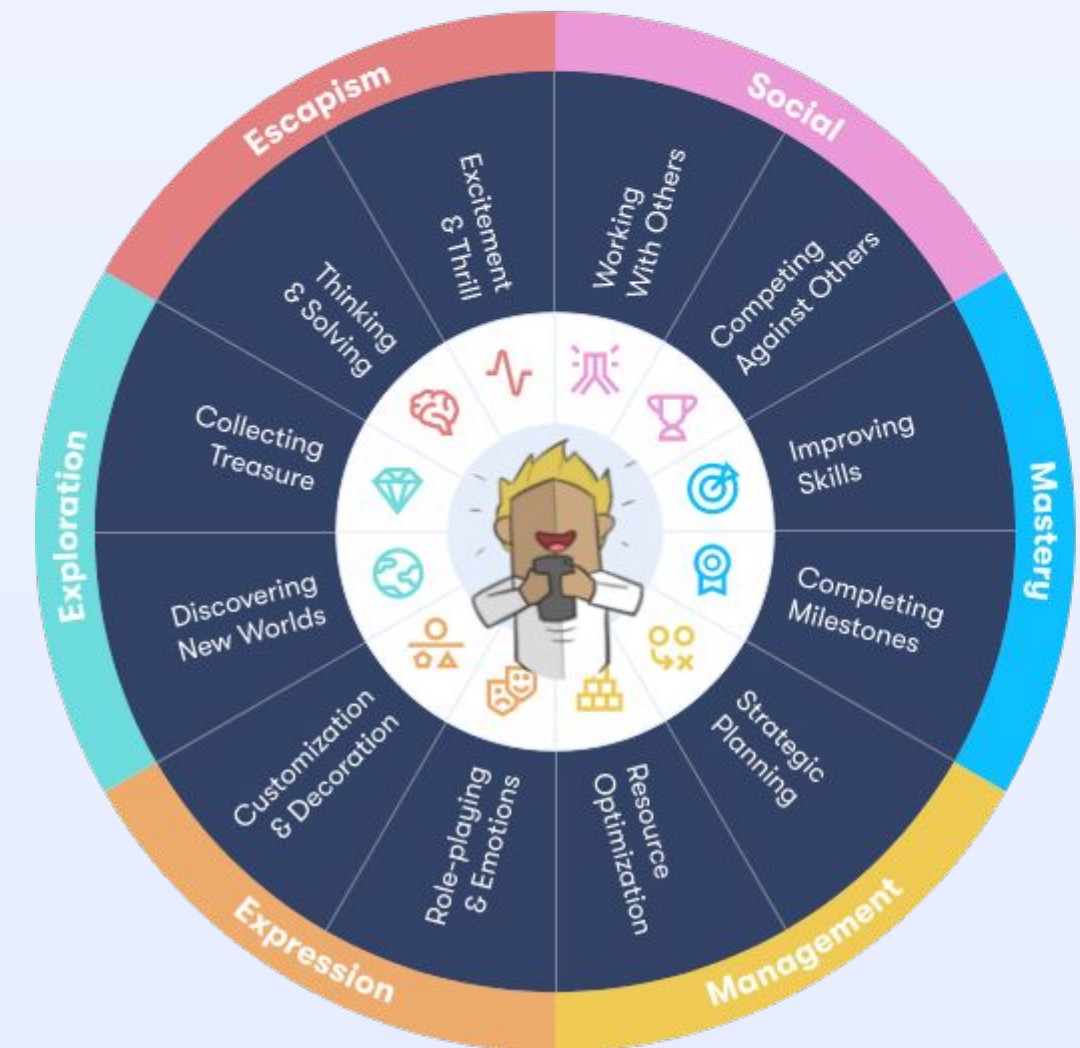 Social
Working
With Others
Competing
Against Others
Mastery
Improving
Skills
Completing
Milestones
Management
Strategic
Planning
Resource
Optimization
Expression
Role-playing
& Emotions
Customization
& Decoration
Exploration
Discovering
New Worlds
Collecting
Treasure
Escapism
Thinking
& Solving
Excitement
& Thrill